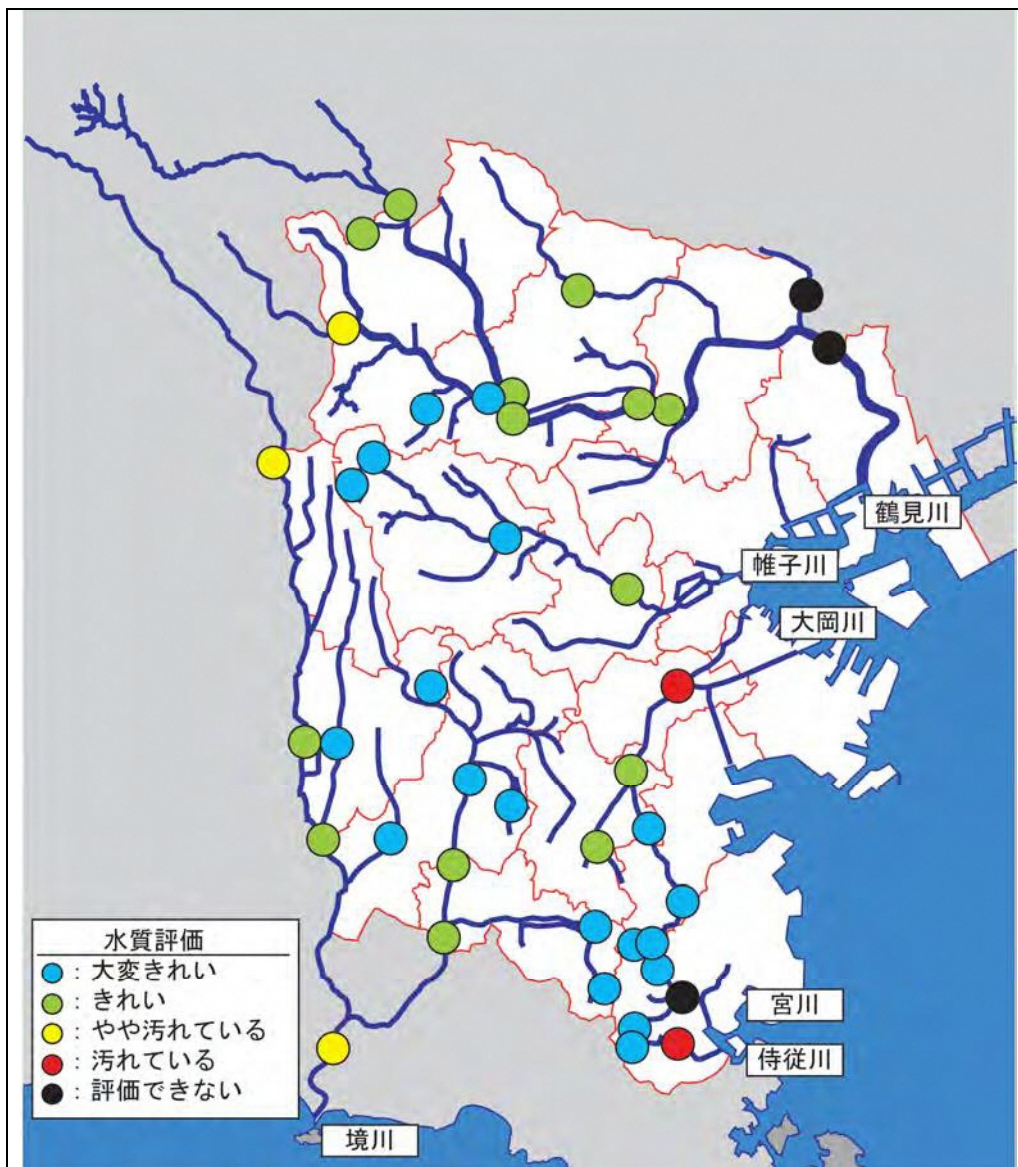 鶴見川
帷子川
大岡川
水質評価
：大変きれい
：きれい
：やや汚れている
：汚れている
：評価できない
宮川
侍従川
境川